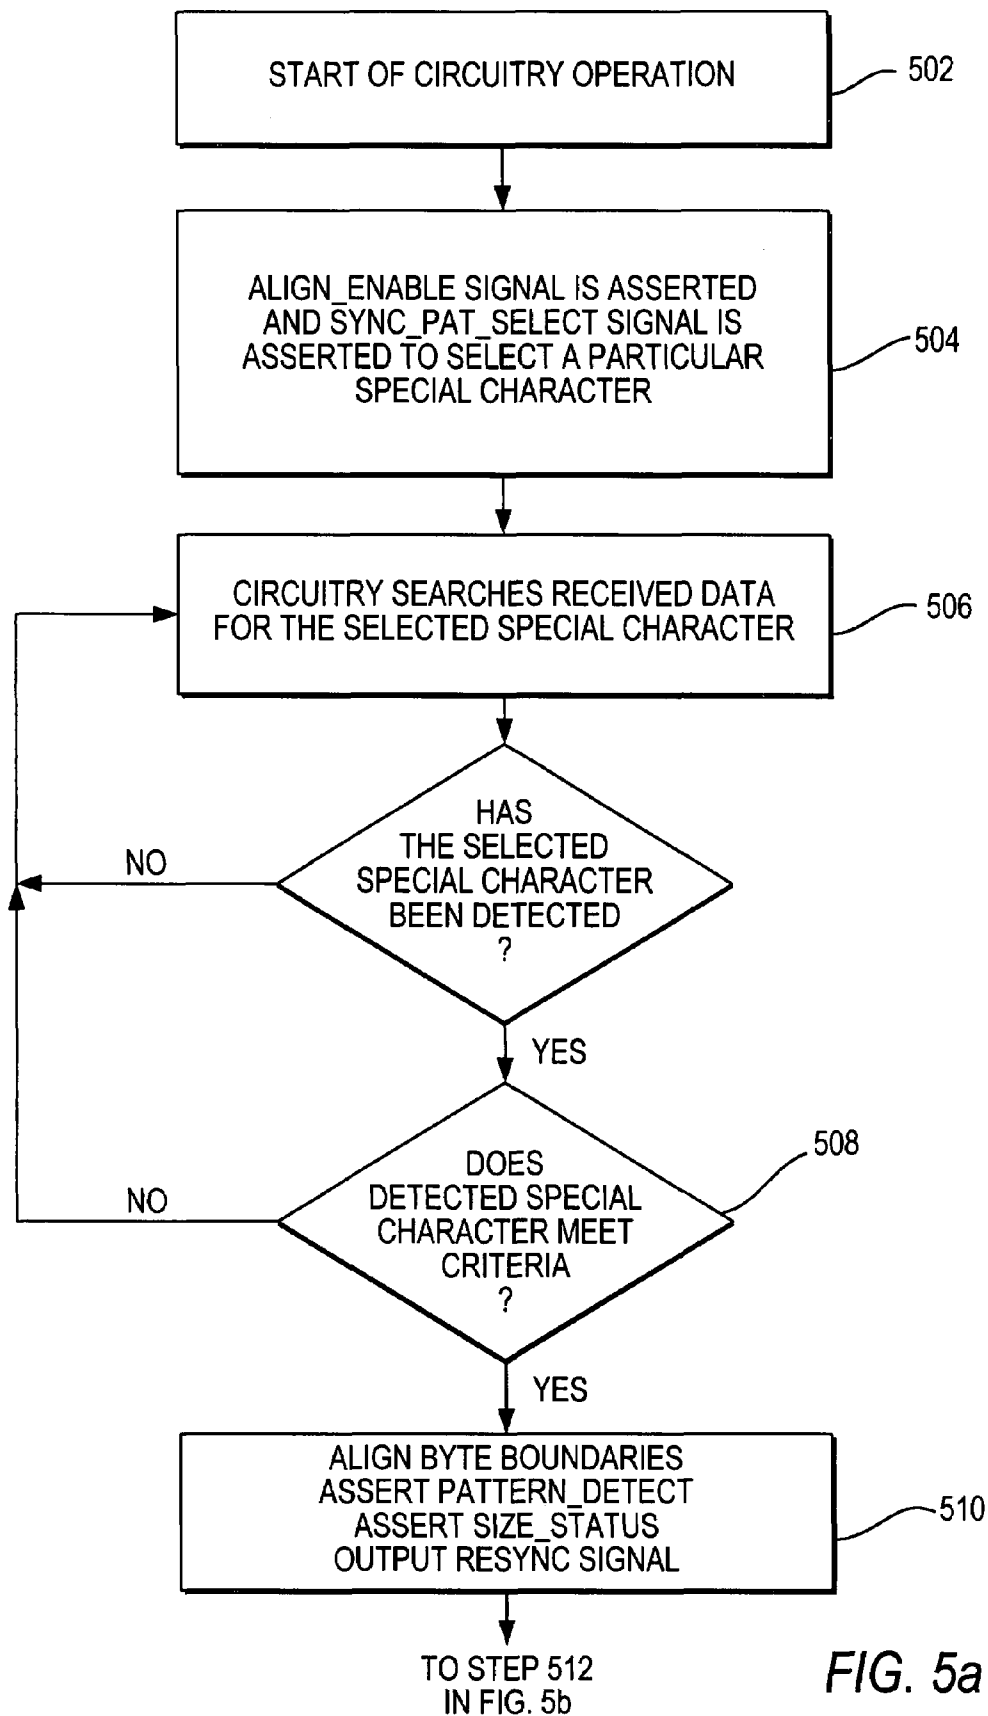 START OF CIRCUITRY OPERATION
502
ALIGN_ENABLE SIGNAL IS ASSERTED
AND SYNC_PAT_SELECT SIGNAL IS
ASSERTED TO SELECT A PARTICULAR
SPECIAL CHARACTER
504
CIRCUITRY SEARCHES RECEIVED DATA
FOR THE SELECTED SPECIAL CHARACTER
506
HAS
THE SELECTED
SPECIAL CHARACTER
BEEN DETECTED
?
NO
YES
DOES
DETECTED SPECIAL
CHARACTER MEET
CRITERIA
?
508
NO
YES
ALIGN BYTE BOUNDARIES
ASSERT PATTERN_DETECT
ASSERT SIZE_STATUS
OUTPUT RESYNC SIGNAL
510
TO STEP 512
IN FIG. 5b
FIG. 5a